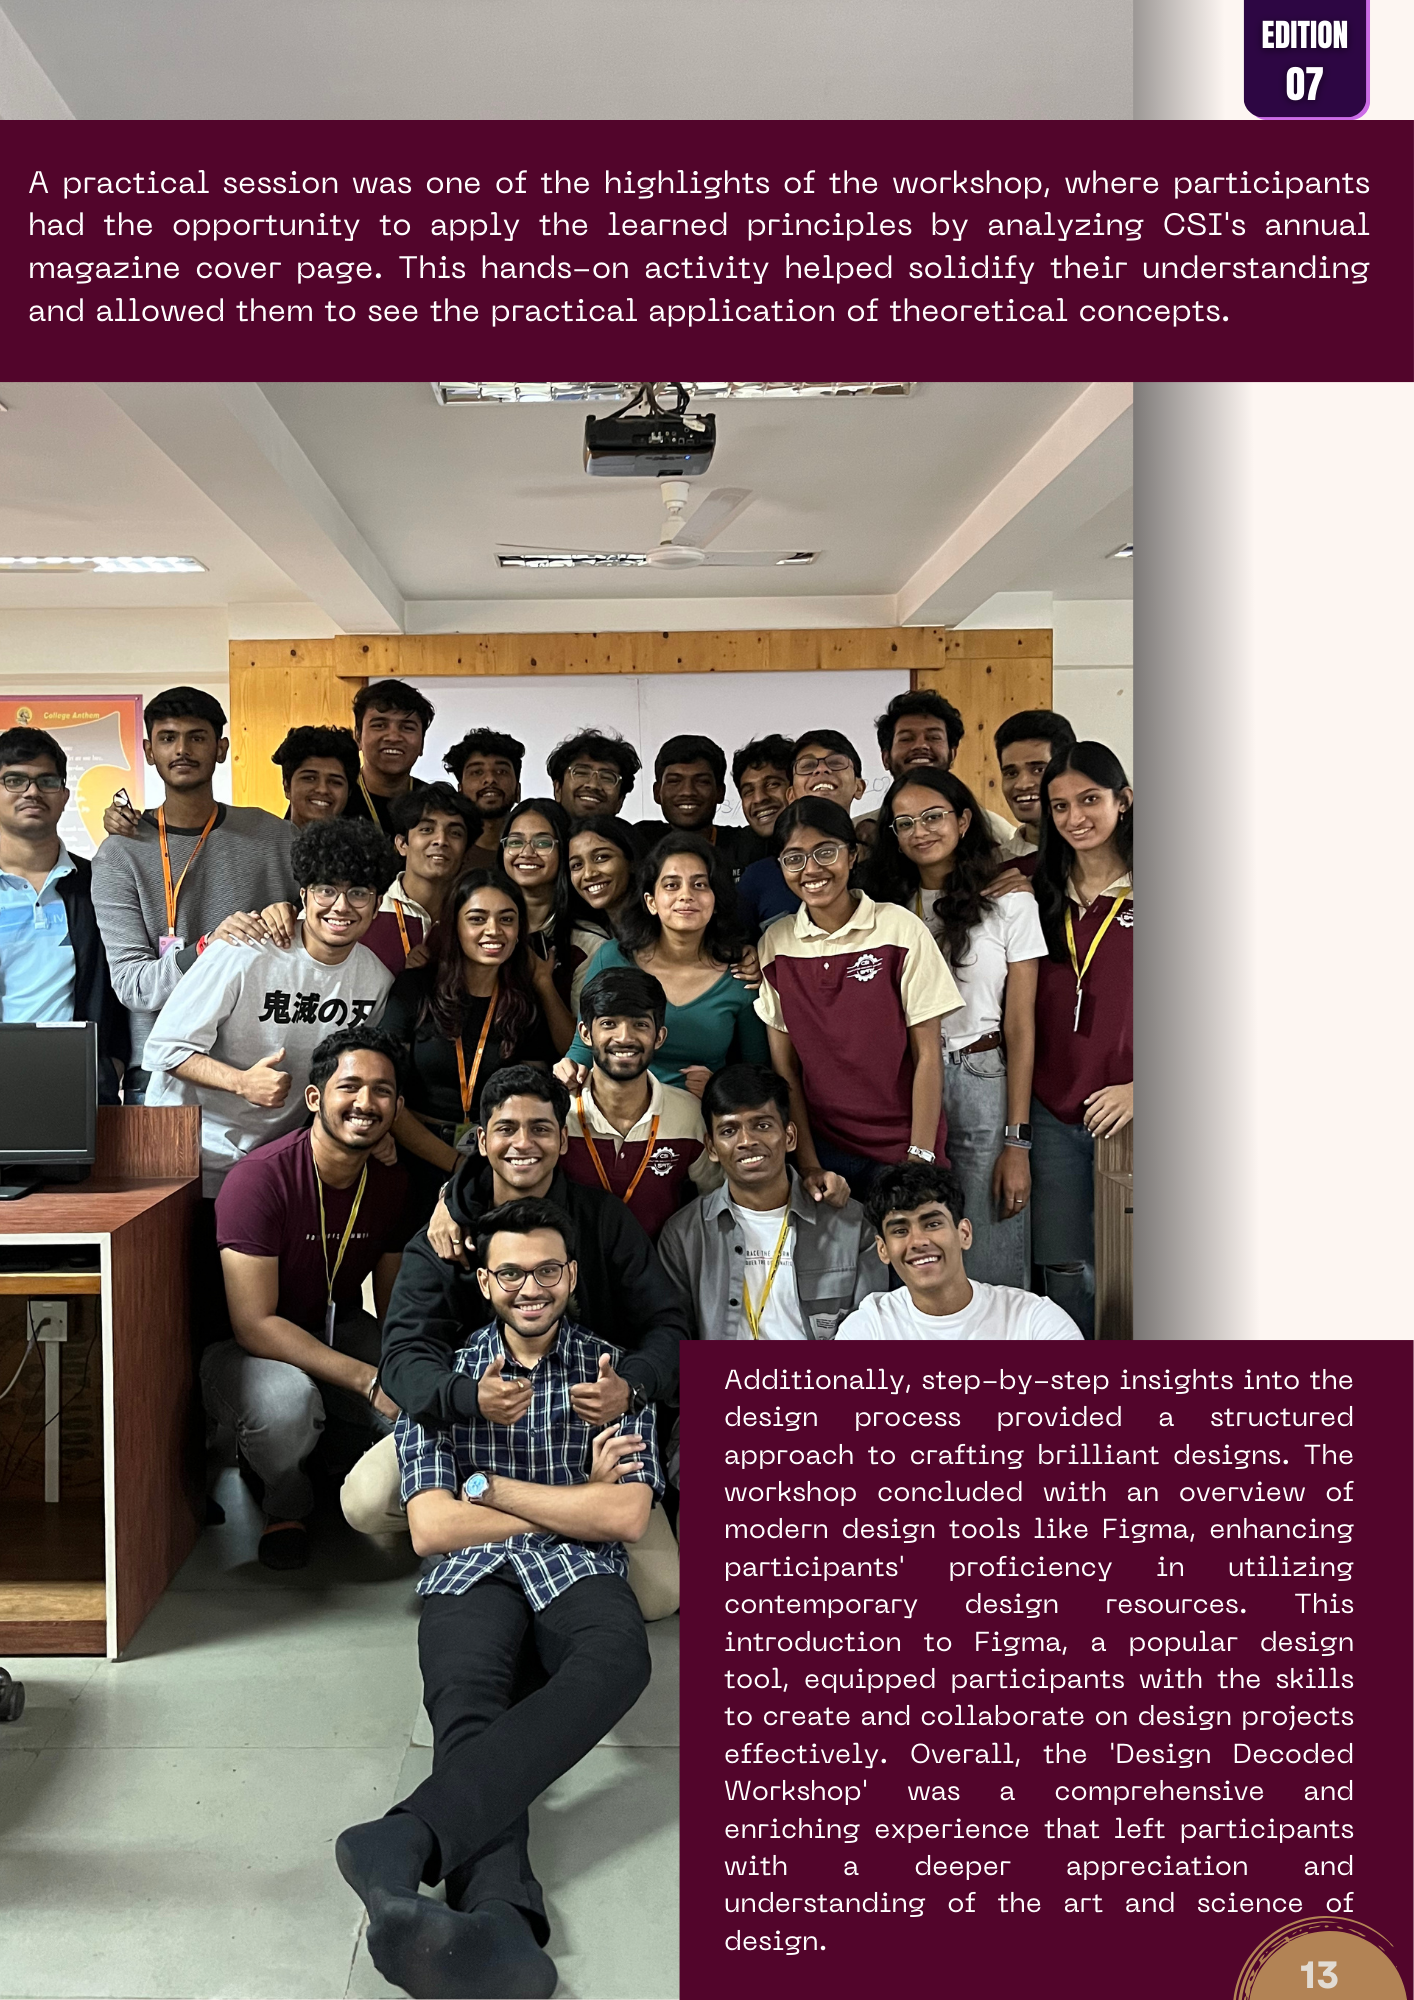 EDITION
07
A practical session was one of the highlights of the workshop, where participants
had the opportunity to apply the learned principles by analyzing CSI's annual
magazine cover page. This hands-on activity helped solidify their understanding
and allowed them to see the practical application of theoretical concepts.
College Anthem
鬼滅の刃
CSI
CSI
Additionally, step-by-step insights into the
design process provided a structured
approach to crafting brilliant designs. The
workshop concluded with an overview of
modern design tools like Figma, enhancing
participants' proficiency in utilizing
contemporary design resources. This
introduction to Figma, a popular design
tool, equipped participants with the skills
to create and collaborate on design projects
effectively. Overall, the 'Design Decoded
Workshop' was a comprehensive and
enriching experience that left participants
with a deeper appreciation and
understanding of the art and science of
design.
13